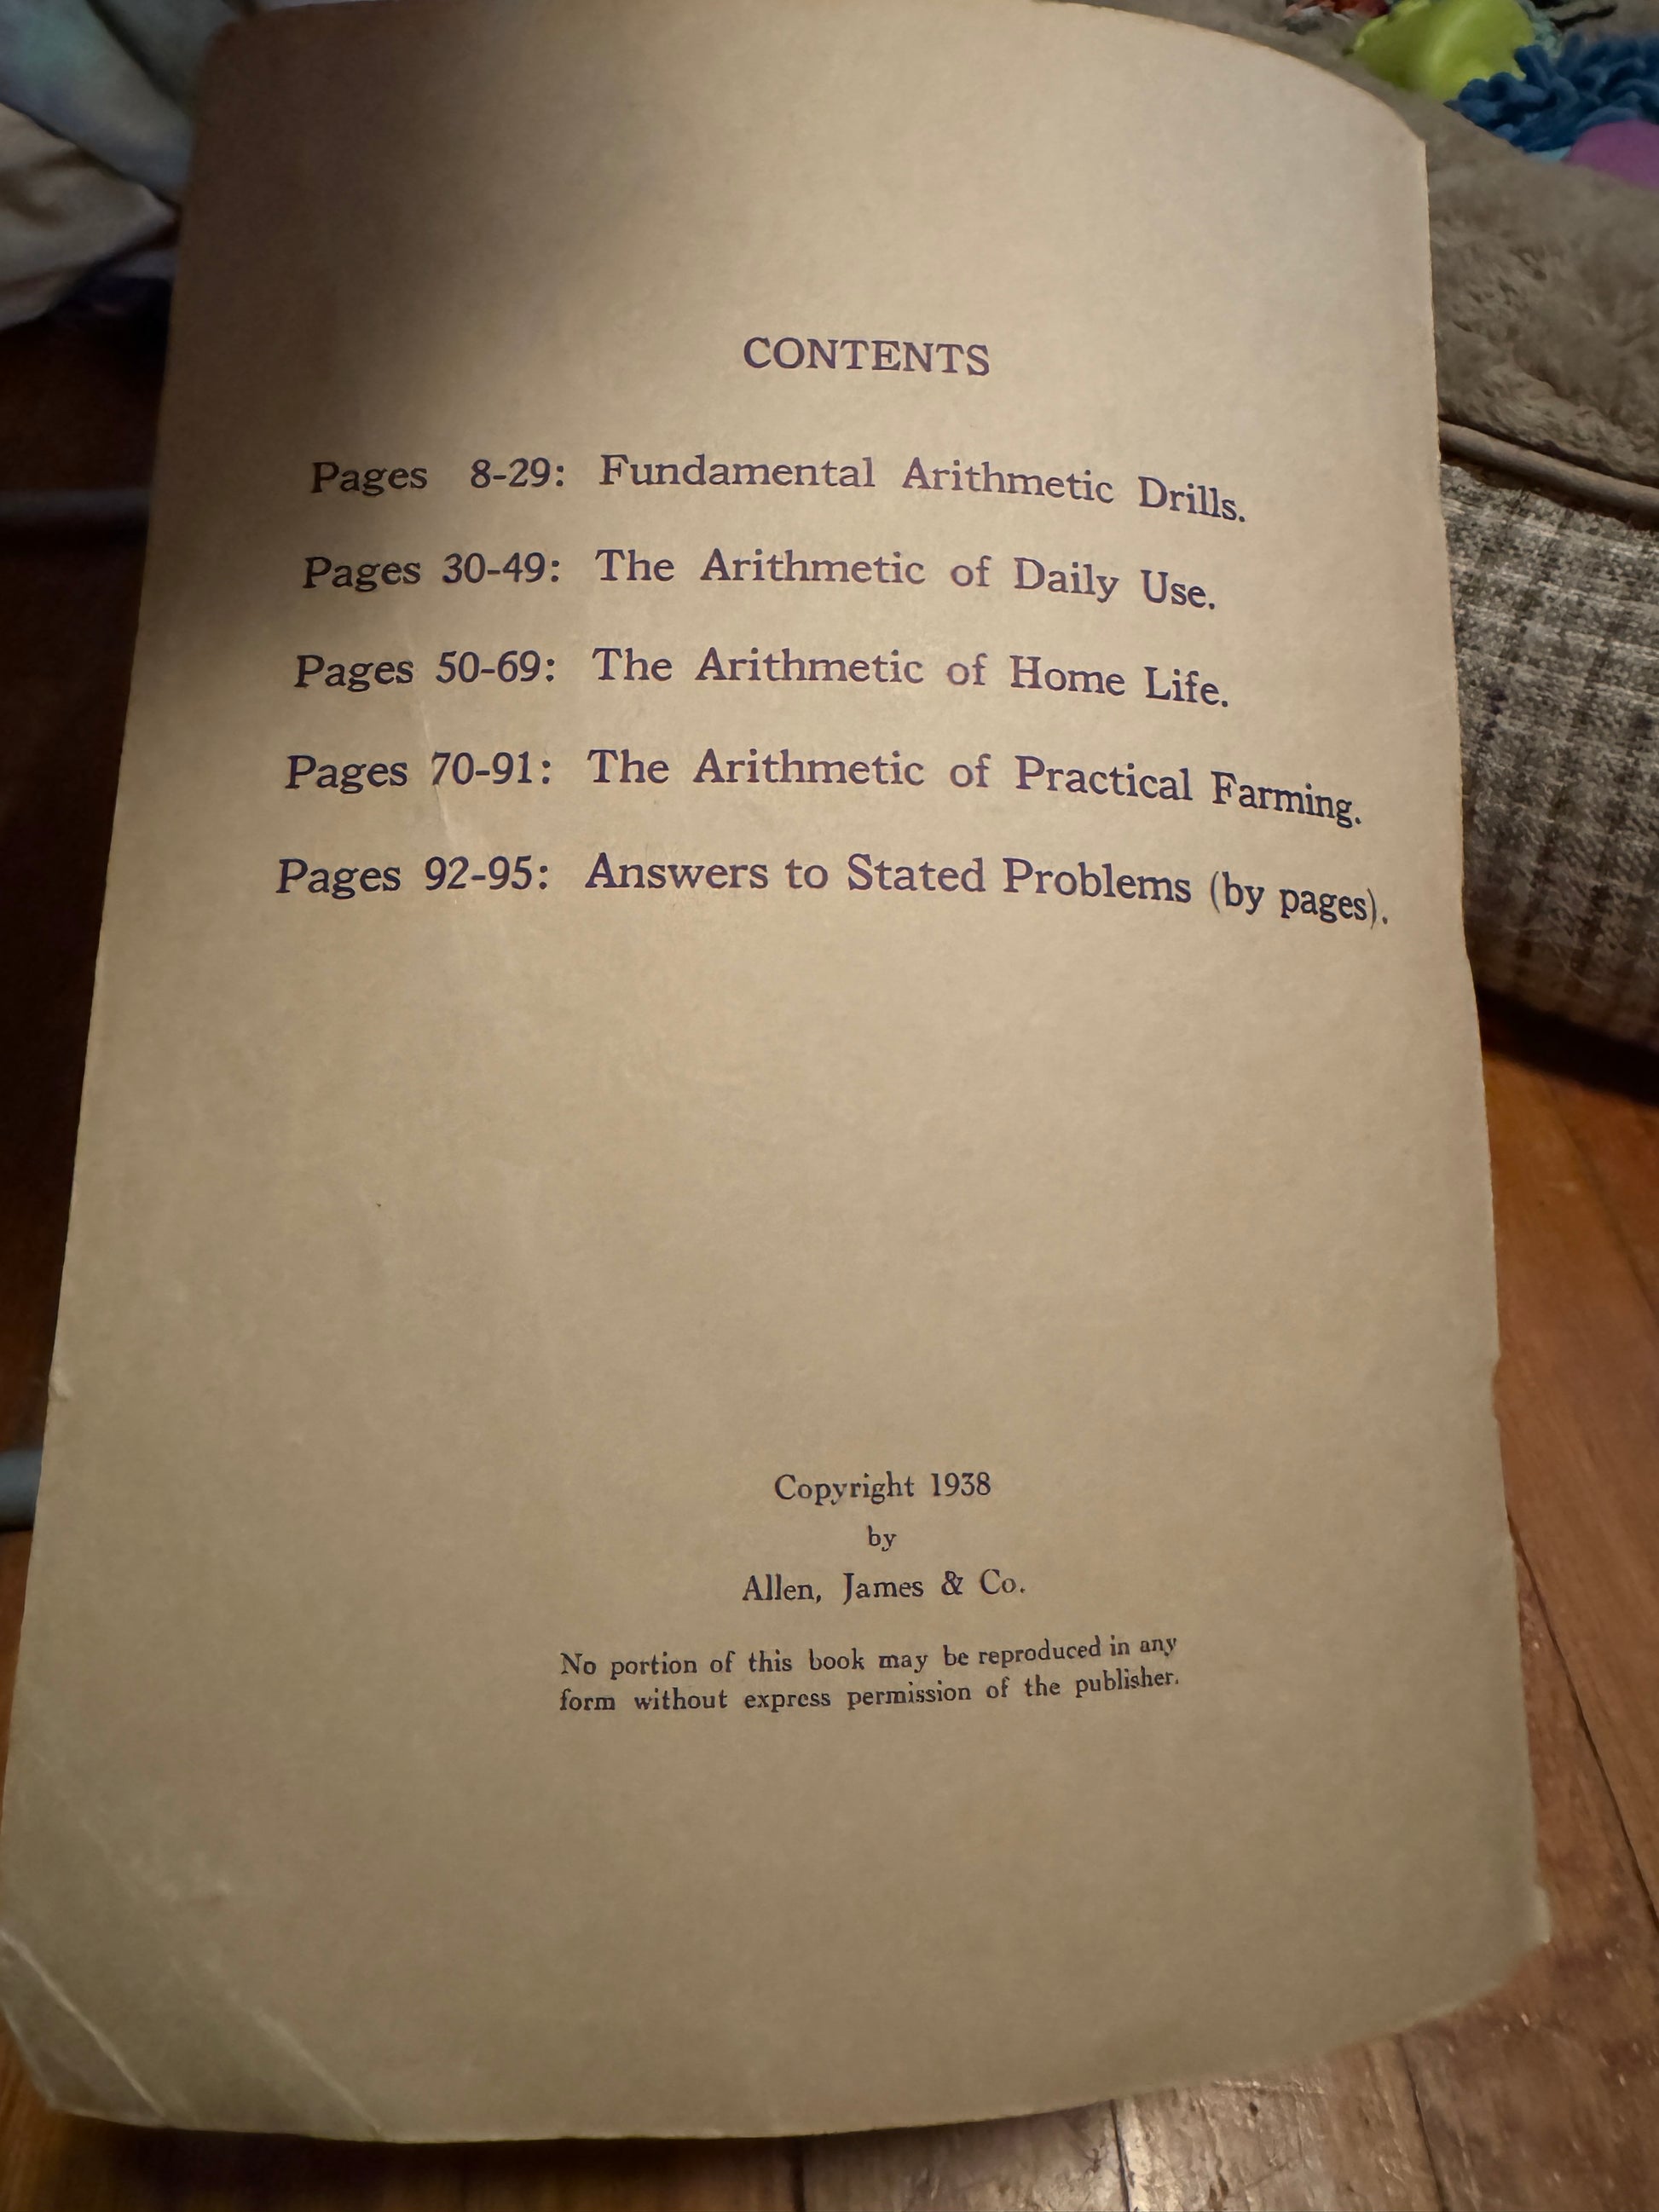 CONTENTS
Pages 8-29: Fundamental Arithmetic Drills.
Pages 30-49: The Arithmetic of Daily Use.
Pages 50-69: The Arithmetic of Home Life.
Pages 70-91: The Arithmetic of Practical Farming.
Pages 92-95: Answers to Stated Problems (by pages).
Copyright 1938
by
Allen, James & Co.
No portion of this book may be reproduced in any
form without express permission of the publisher.